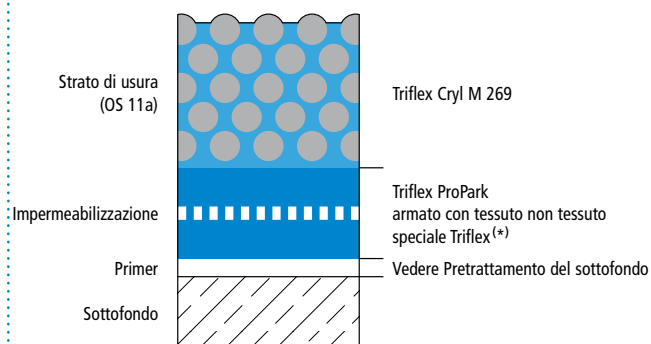 Strato di usura
(OS 11a)
Triflex Cryl M 269
Impermeabilizzazione
Triflex ProPark
armato con tessuto non tessuto
speciale Triflex(*)
Primer
Vedere Pretrattamento del sottofondo
Sottofondo